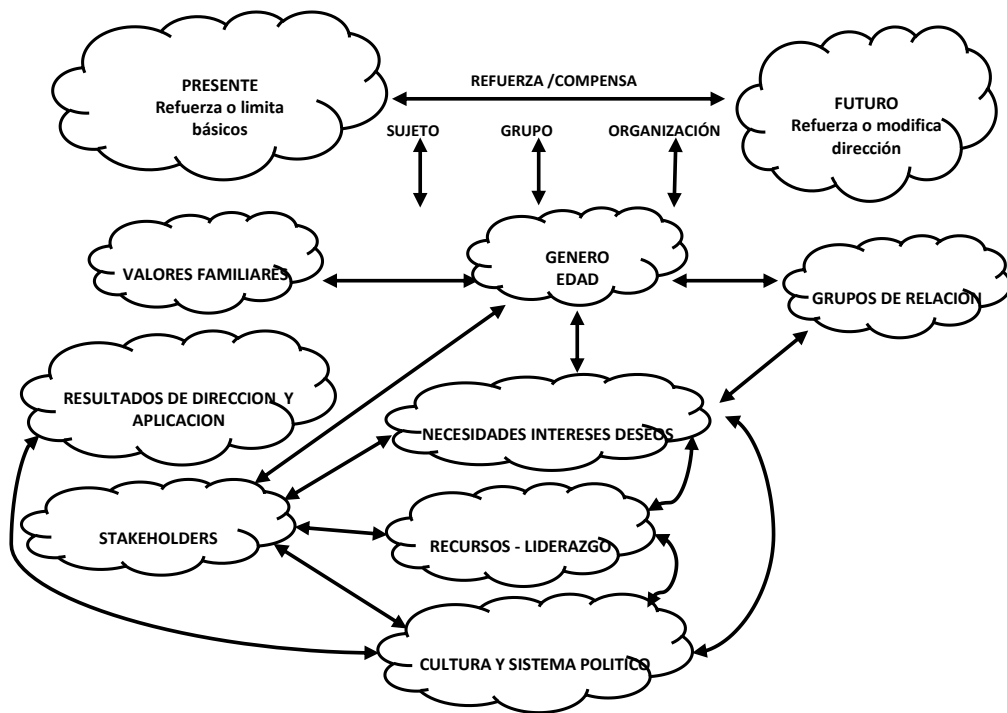 PRESENTE
Refuerza o limita
básicos
REFUERZA /COMPENSA
FUTURO
Refuerza o modifica
dirección
SUJETO
GRUPO
ORGANIZACIÓN
VALORES FAMILIARES
GENERO
EDAD
GRUPOS DE RELACIÓN
RESULTADOS DE DIRECCION Y
APLICACION
NECESIDADES INTERESES DESEOS
STAKEHOLDERS
RECURSOS - LIDERAZGO
CULTURA Y SISTEMA POLITICO